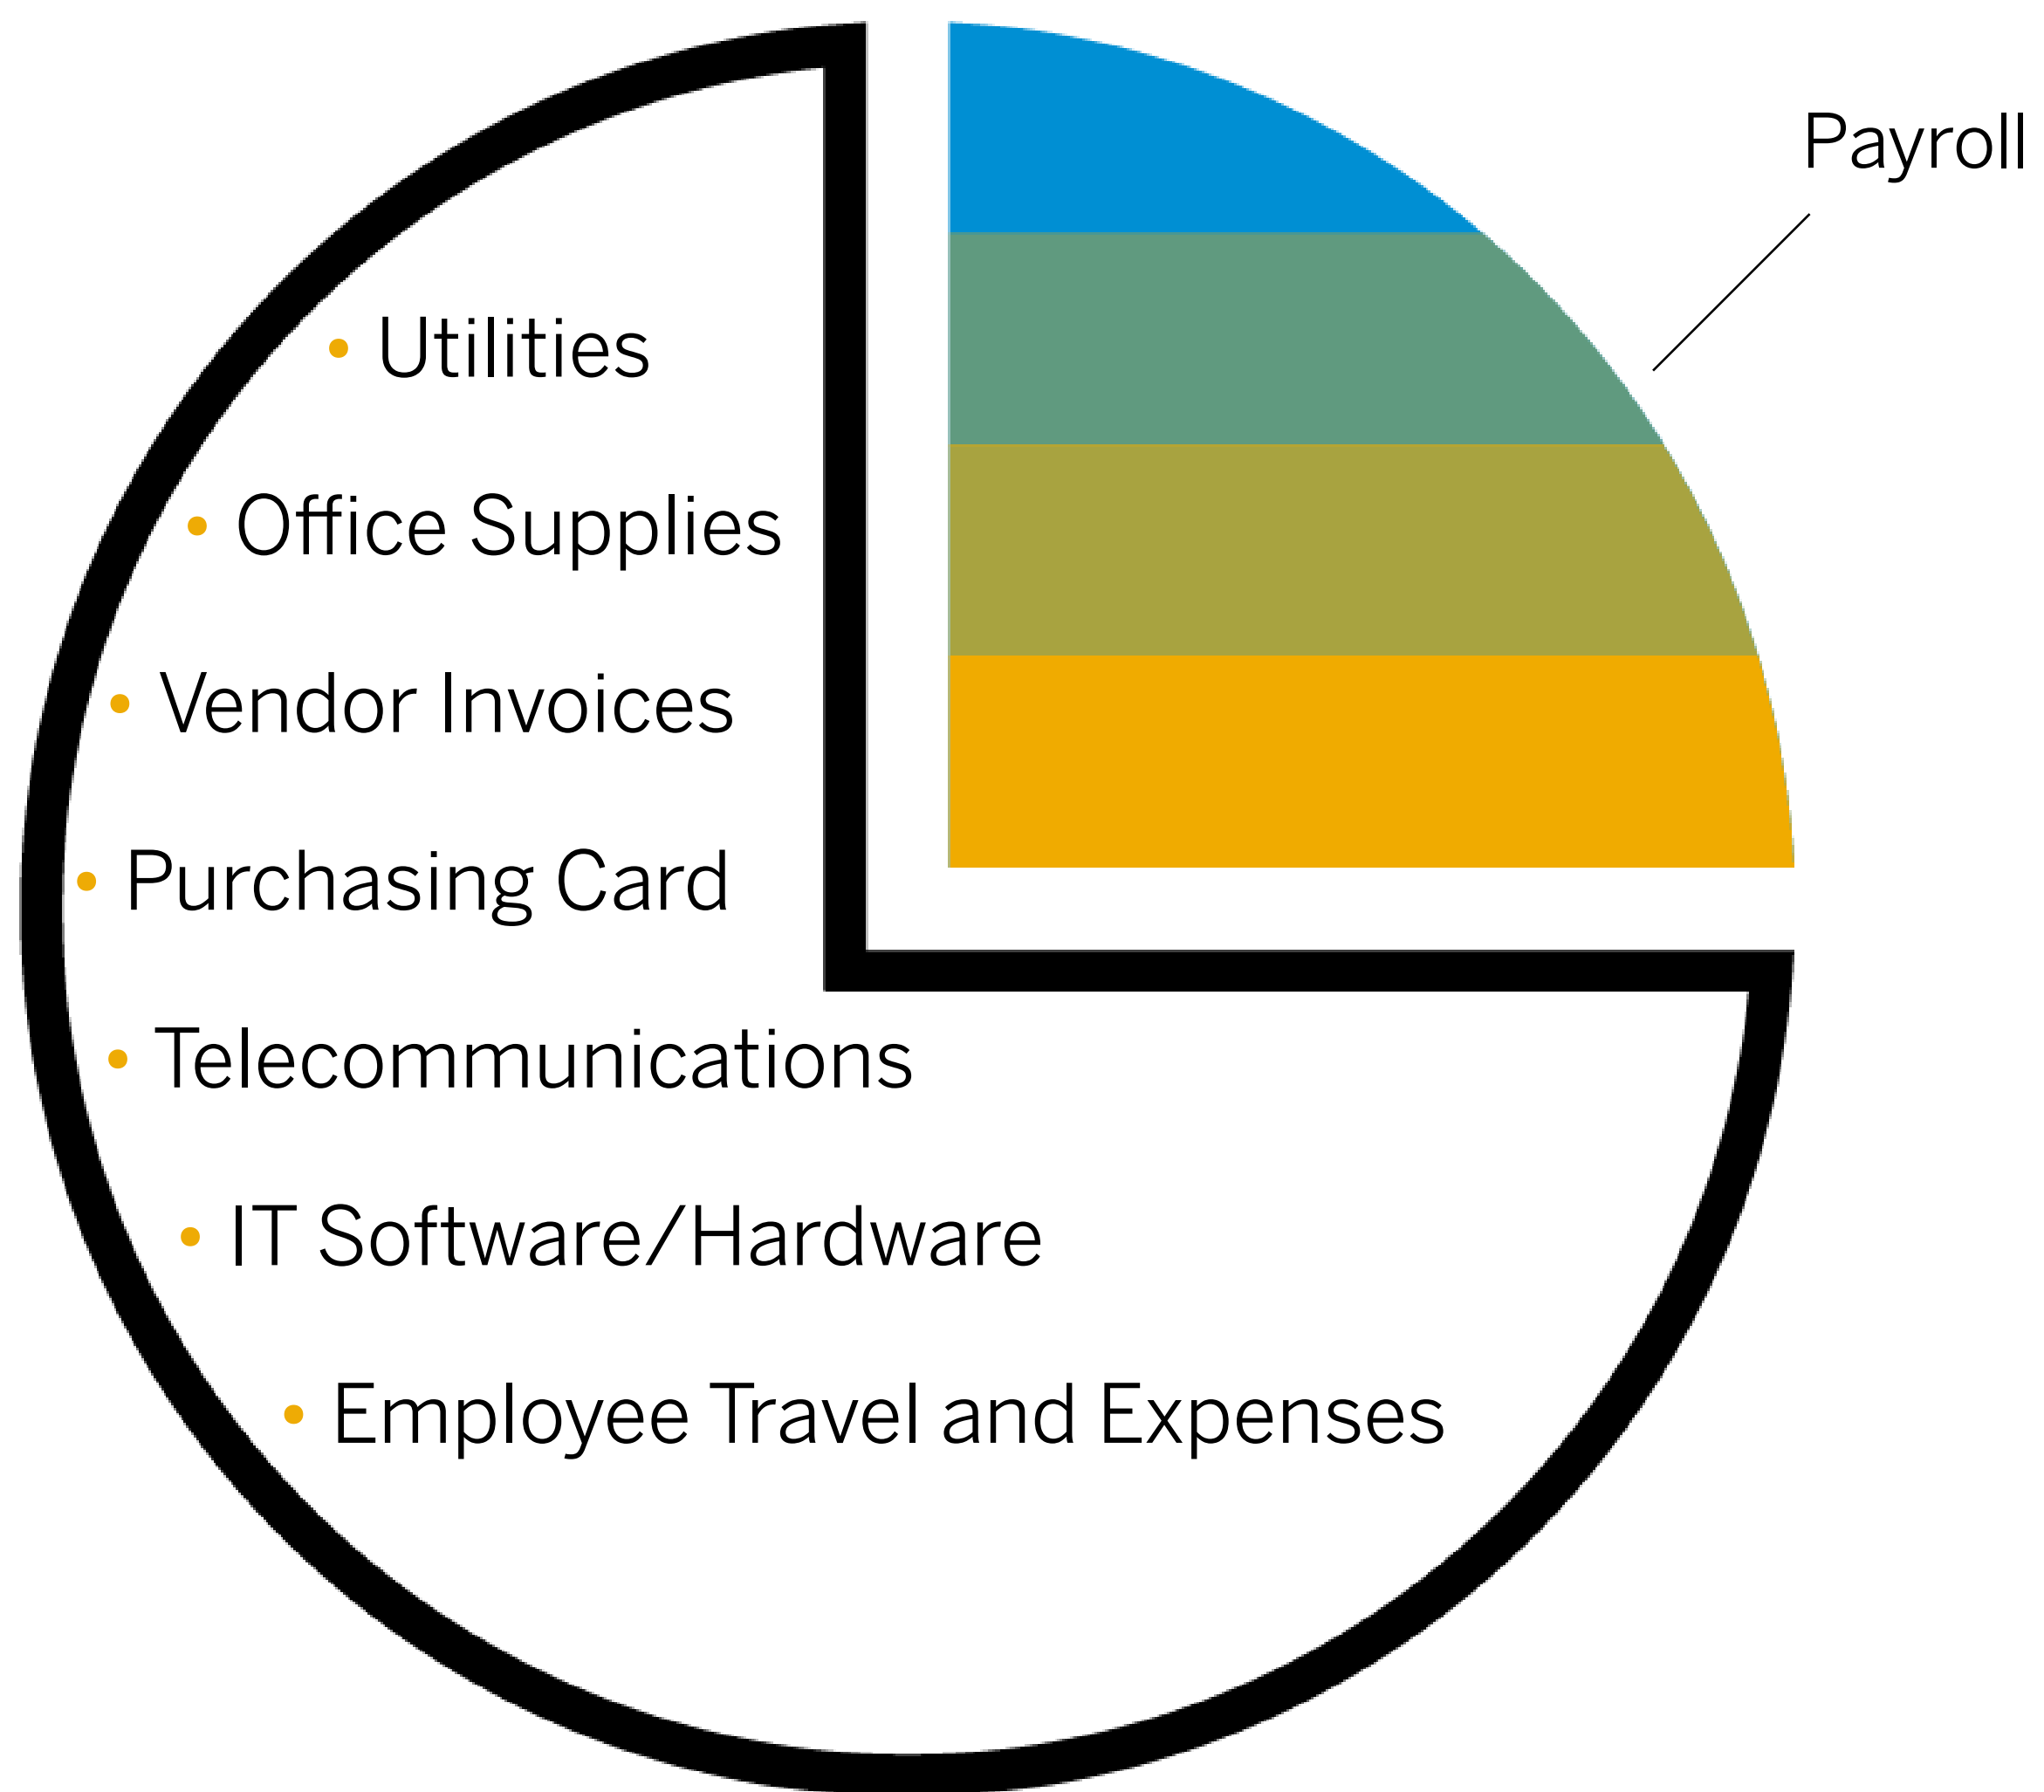 Payroll
• Utilities
• Office Supplies
• Vendor Invoices
• Purchasing Card
• Telecommunications
• IT Software/Hardware
• Employee Travel and Expenses